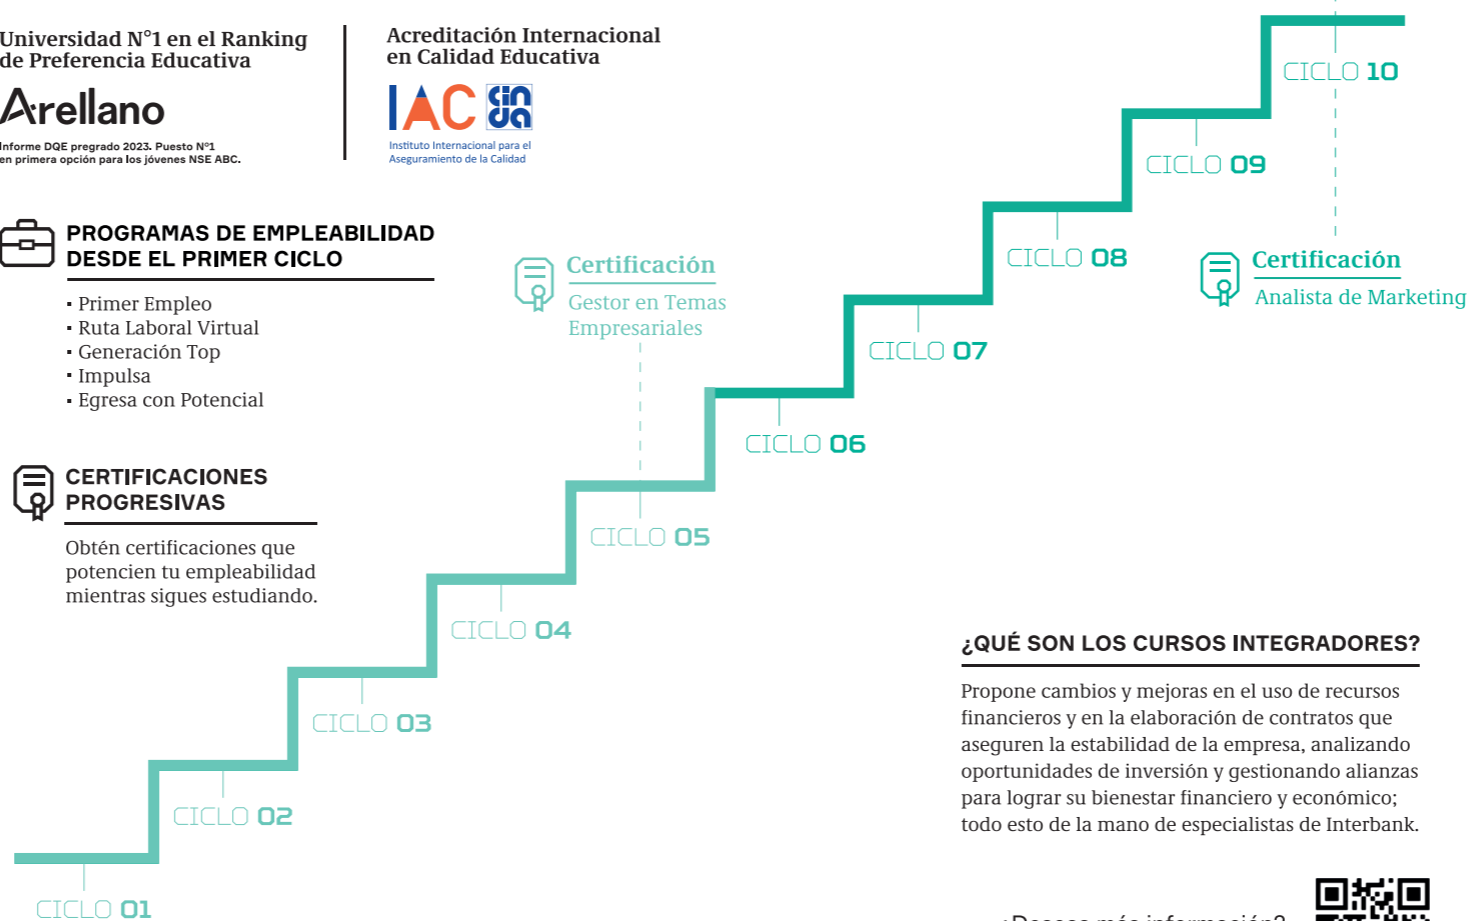 Universidad N°1 en el Ranking
de Preferencia Educativa
Arellano
Informe DQE pregrado 2023. Puesto N°1
en primera opción para los jóvenes NSE ABC.
Acreditación Internacional
en Calidad Educativa
IAC cinda
Instituto Internacional para el
Aseguramiento de la Calidad
PROGRAMAS DE EMPLEABILIDAD
DESDE EL PRIMER CICLO
▪ Primer Empleo
▪ Ruta Laboral Virtual
▪ Generación Top
▪ Impulsa
▪ Egresa con Potencial
CERTIFICACIONES
PROGRESIVAS
Obtén certificaciones que
potencien tu empleabilidad
mientras sigues estudiando.
CICLO 01
CICLO 02
CICLO 03
CICLO 04
CICLO 05
Certificación
Gestor en Temas
Empresariales
CICLO 06
CICLO 07
CICLO 08
CICLO 09
CICLO 10
Certificación
Analista de Marketing
¿QUÉ SON LOS CURSOS INTEGRADORES?
Propone cambios y mejoras en el uso de recursos
financieros y en la elaboración de contratos que
aseguren la estabilidad de la empresa, analizando
oportunidades de inversión y gestionando alianzas
para lograr su bienestar financiero y económico;
todo esto de la mano de especialistas de Interbank.
¿Deseas más información?